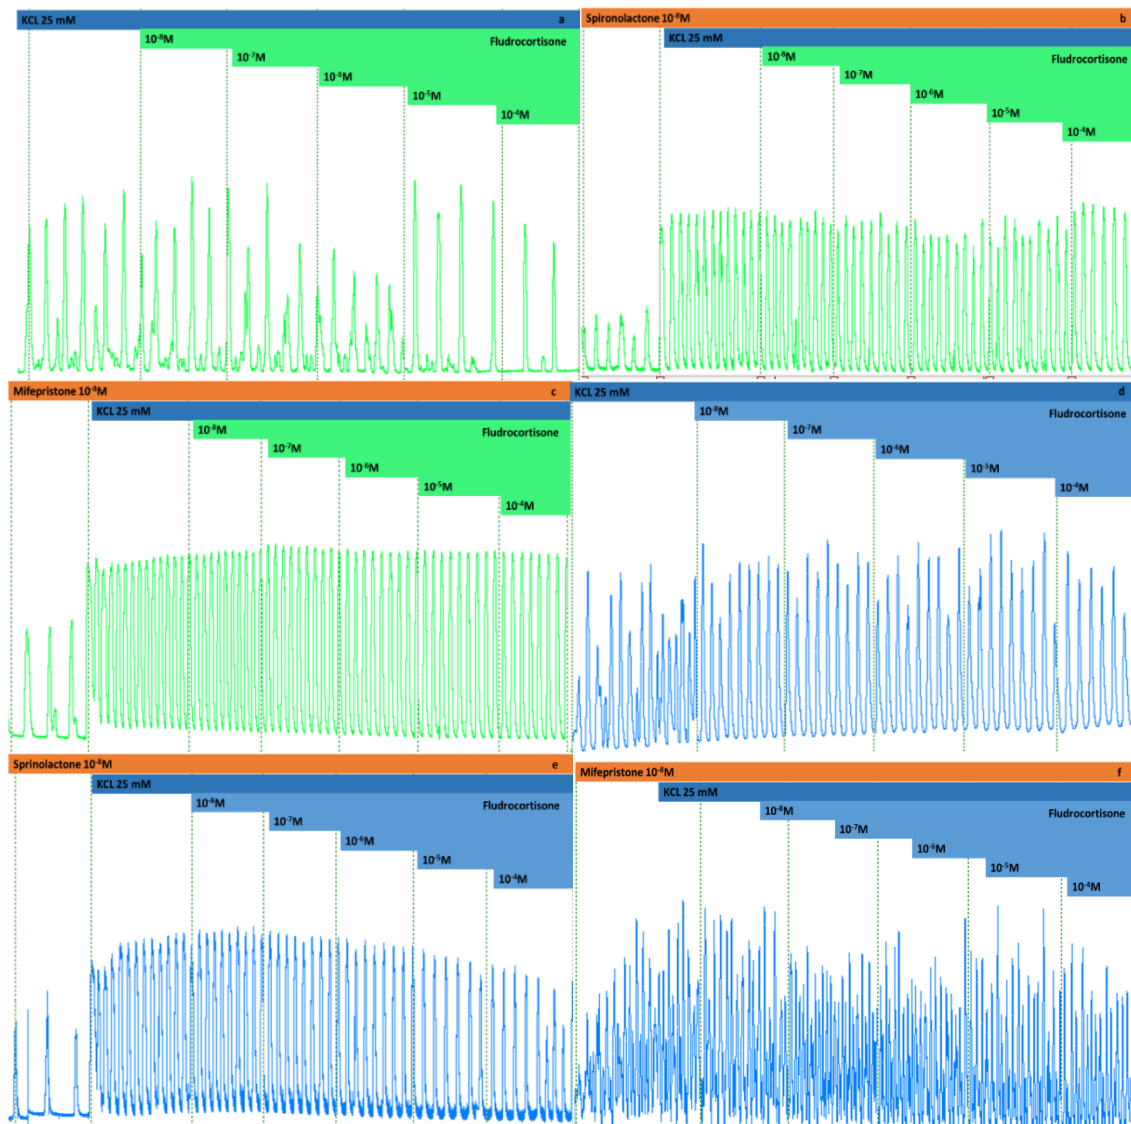 KCL 25 mM a
10-8M Fludrocortisone
10-7M
10-6M
10-5M
10-4M
Spironolactone 10-8M b
KCL 25 mM
10-8M Fludrocortisone
10-7M
10-6M
10-5M
10-4M
Mifepristone 10-8M c
KCL 25 mM
10-8M Fludrocortisone
10-7M
10-6M
10-5M
10-4M
KCL 25 mM d
10-8M Fludrocortisone
10-7M
10-6M
10-5M
10-4M
Sprinolactone 10-8M e
KCL 25 mM
10-8M Fludrocortisone
10-7M
10-6M
10-5M
10-4M
Mifepristone 10-8M f
KCL 25 mM
10-8M Fludrocortisone
10-7M
10-6M
10-5M
10-4M